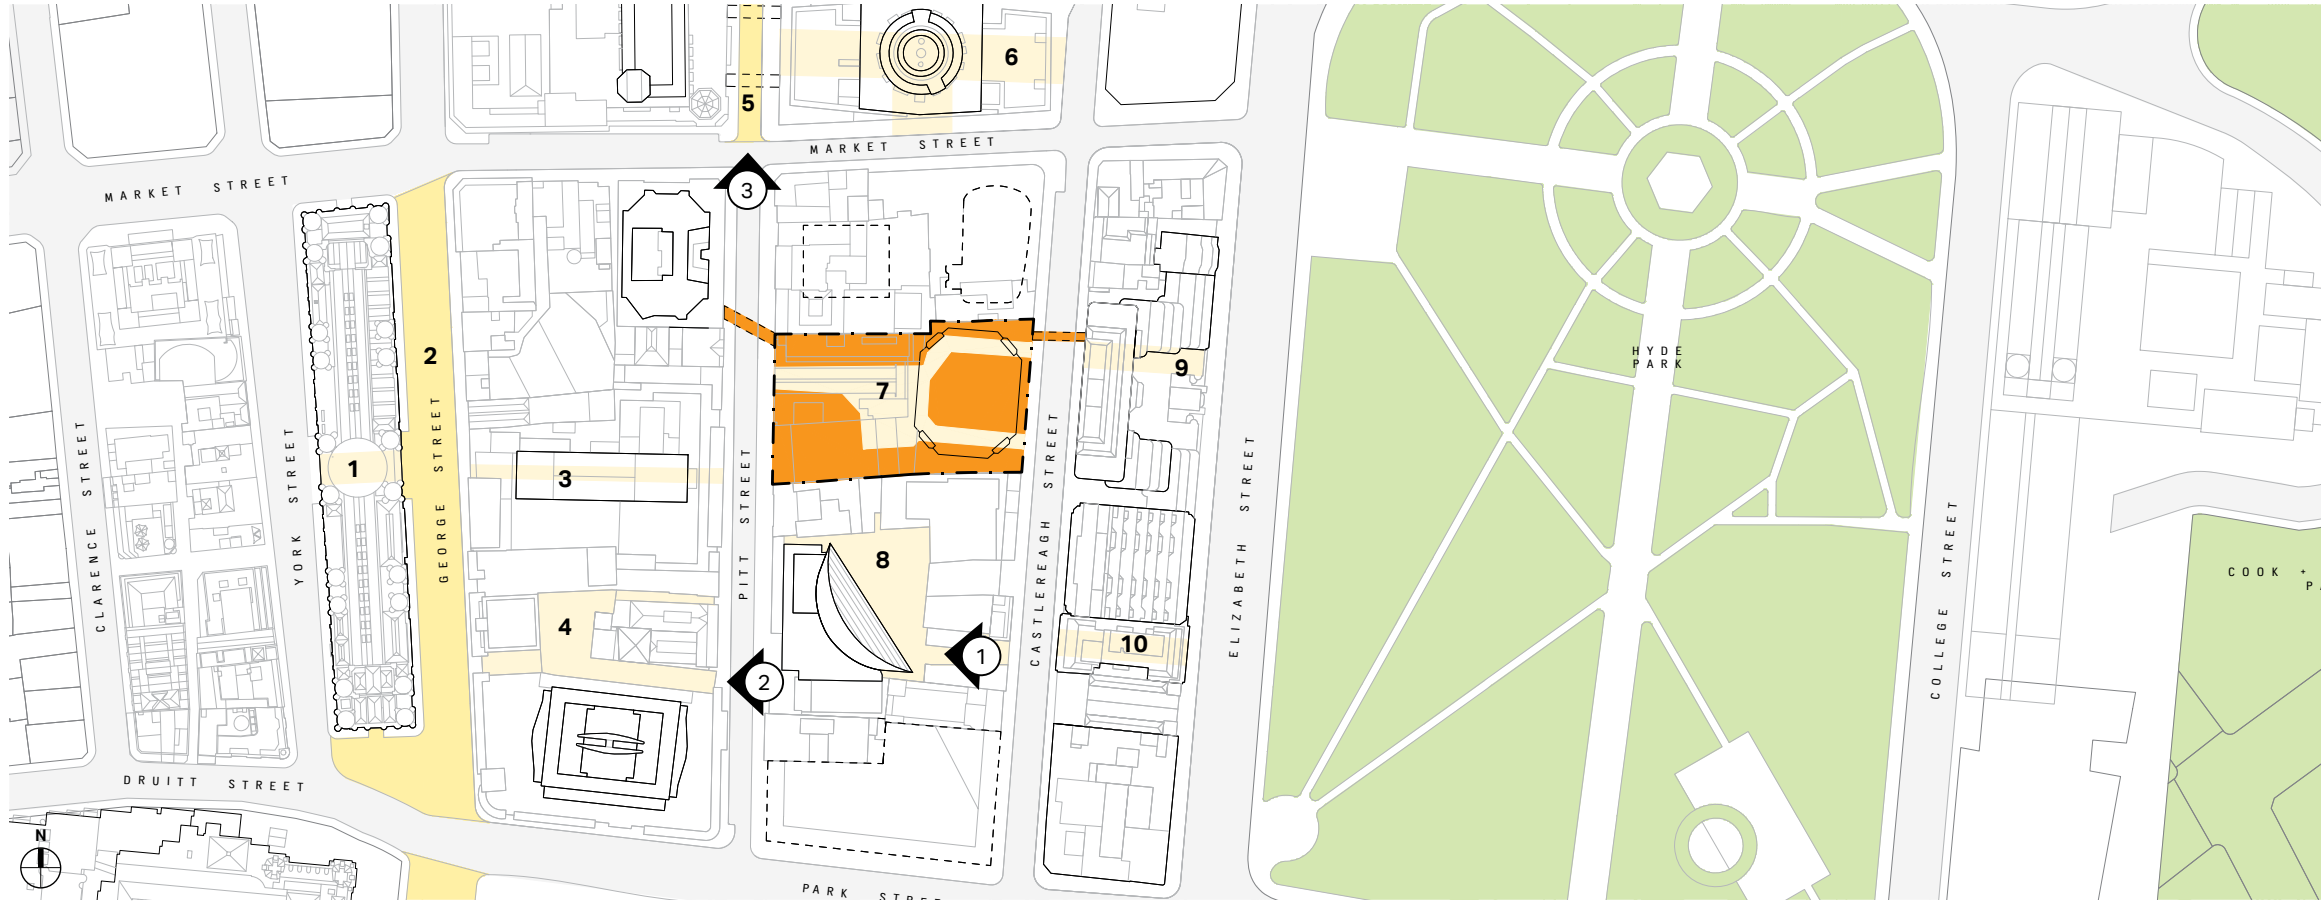 6
5
MARKET STREET
MARKET STREET
3
2
HYDE
PARK
9
7
1
3
CLARENCE STREET
YORK STREET
GEORGE STREET
PITT STREET
CASTLEREAGH STREET
ELIZABETH STREET
COLLEGE STREET
8
COOK +
4
10
1
2
DRUITT STREET
N
PARK